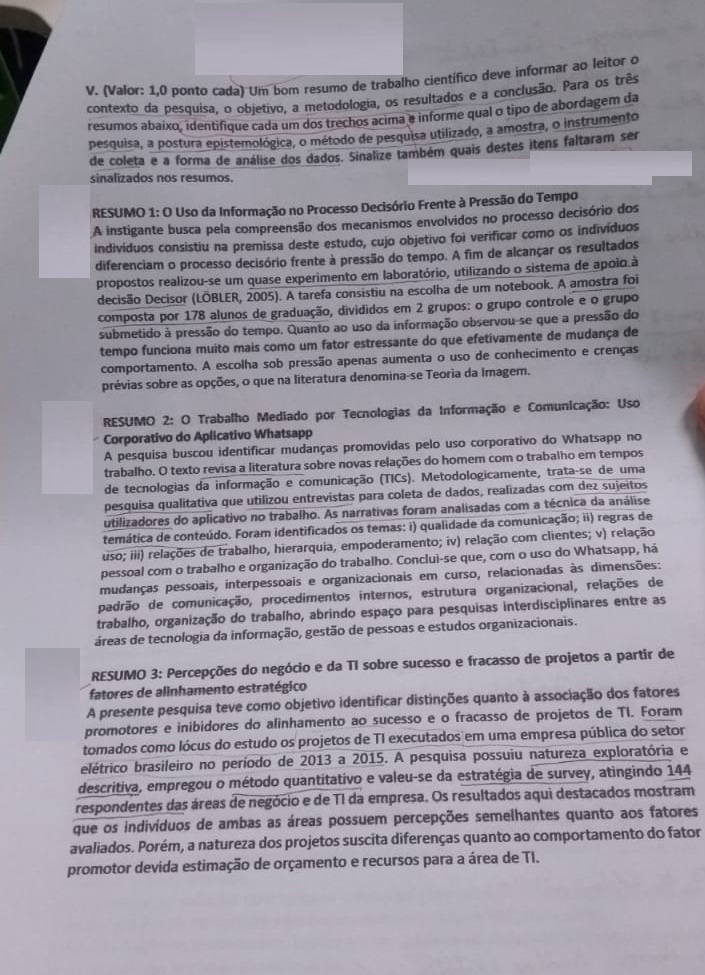 V. (Valor: 1,0 ponto cada) Um bom resumo de trabalho científico deve informar ao leitor o
contexto da pesquisa, o objetivo, a metodologia, os resultados e a conclusão. Para os três
resumos abaixo, identifique cada um dos trechos acima e informe qual o tipo de abordagem da
pesquisa, a postura epistemológica, o método de pesquisa utilizado, a amostra, o instrumento
de coleta e a forma de análise dos dados. Sinalize também quais destes itens faltaram ser
sinalizados nos resumos.
RESUMO 1: O Uso da Informação no Processo Decisório Frente à Pressão do Tempo
A instigante busca pela compreensão dos mecanismos envolvidos no processo decisório dos
indivíduos consistiu na premissa deste estudo, cujo objetivo foi verificar como os indivíduos
diferenciam o processo decisório frente à pressão do tempo. A fim de alcançar os resultados
propostos realizou-se um quase experimento em laboratório, utilizando o sistema de apoio à
decisão Decisor (LÖBLER, 2005). A tarefa consistiu na escolha de um notebook. A amostra foi
composta por 178 alunos de graduação, divididos em 2 grupos: o grupo controle e o grupo
submetido à pressão do tempo. Quanto ao uso da informação observou-se que a pressão do
tempo funciona muito mais como um fator estressante do que efetivamente de mudança de
comportamento. A escolha sob pressão apenas aumenta o uso de conhecimento e crenças
prévias sobre as opções, o que na literatura denomina-se Teoria da Imagem.
RESUMO 2: O Trabalho Mediado por Tecnologias da Informação e Comunicação: Uso
Corporativo do Aplicativo Whatsapp
A pesquisa buscou identificar mudanças promovidas pelo uso corporativo do Whatsapp no
trabalho. O texto revisa a literatura sobre novas relações do homem com o trabalho em tempos
de tecnologias da informação e comunicação (TICs). Metodologicamente, trata-se de uma
pesquisa qualitativa que utilizou entrevistas para coleta de dados, realizadas com dez sujeitos
utilizadores do aplicativo no trabalho. As narrativas foram analisadas com a técnica da análise
temática de conteúdo. Foram identificados os temas: i) qualidade da comunicação; ii) regras de
uso; iii) relações de trabalho, hierarquia, empoderamento; iv) relação com clientes; v) relação
pessoal com o trabalho e organização do trabalho. Conclui-se que, com o uso do Whatsapp, há
mudanças pessoais, interpessoais e organizacionais em curso, relacionadas às dimensões:
padrão de comunicação, procedimentos internos, estrutura organizacional, relações de
trabalho, organização do trabalho, abrindo espaço para pesquisas interdisciplinares entre as
áreas de tecnologia da informação, gestão de pessoas e estudos organizacionais.
RESUMO 3: Percepções do negócio e da TI sobre sucesso e fracasso de projetos a partir de
fatores de alinhamento estratégico
A presente pesquisa teve como objetivo identificar distinções quanto à associação dos fatores
promotores e inibidores do alinhamento ao sucesso e o fracasso de projetos de TI. Foram
tomados como lócus do estudo os projetos de TI executados em uma empresa pública do setor
elétrico brasileiro no período de 2013 a 2015. A pesquisa possuiu natureza exploratória e
descritiva, empregou o método quantitativo e valeu-se da estratégia de survey, atingindo 144
respondentes das áreas de negócio e de TI da empresa. Os resultados aqui destacados mostram
que os indivíduos de ambas as áreas possuem percepções semelhantes quanto aos fatores
avaliados. Porém, a natureza dos projetos suscita diferenças quanto ao comportamento do fator
promotor devida estimação de orçamento e recursos para a área de TI.